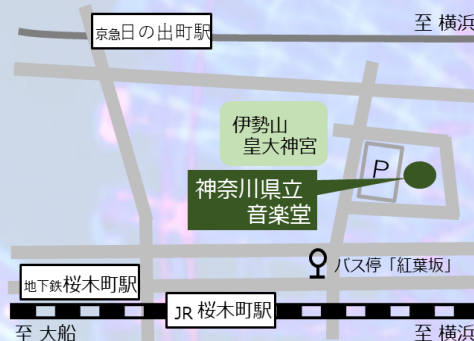 至 横浜
京急日の出町駅
伊勢山
皇大神宮
P
神奈川県立
音楽堂
バス停「紅葉坂」
地下鉄桜木町駅
JR 桜木町駅
至 大船
至 横浜